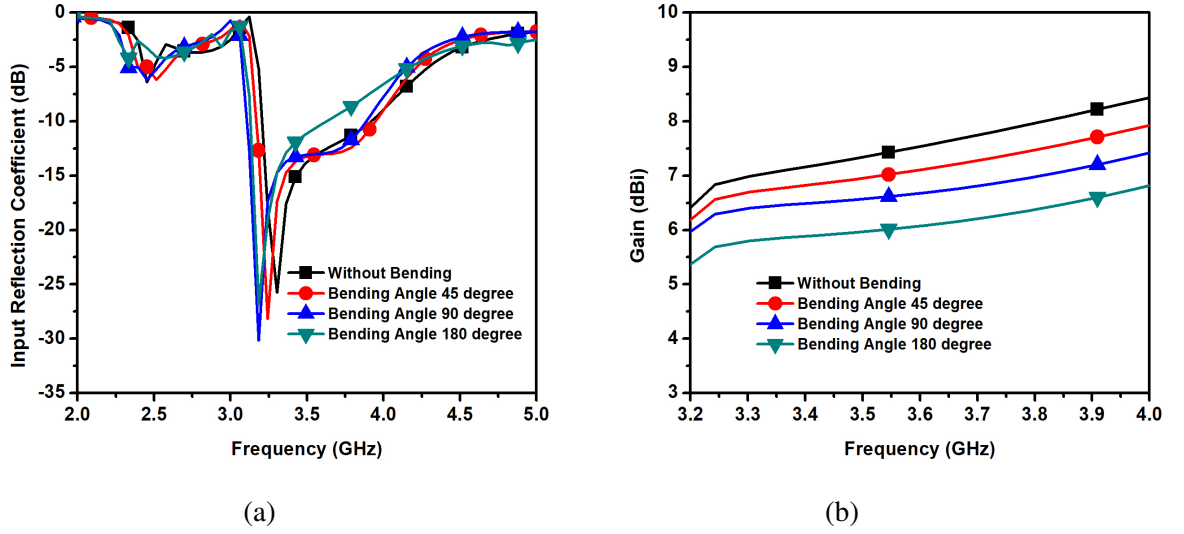 0
-5
-10
-15
-20
-25
-30
-35
Input Reflection Coefficient (dB)
Without Bending
Bending Angle 45 degree
Bending Angle 90 degree
Bending Angle 180 degree
2.0 2.5 3.0 3.5 4.0 4.5 5.0
Frequency (GHz)
(a)
10
9
8
7
6
5
4
3
Gain (dBi)
Without Bending
Bending Angle 45 degree
Bending Angle 90 degree
Bending Angle 180 degree
3.2 3.3 3.4 3.5 3.6 3.7 3.8 3.9 4.0
Frequency (GHz)
(b)